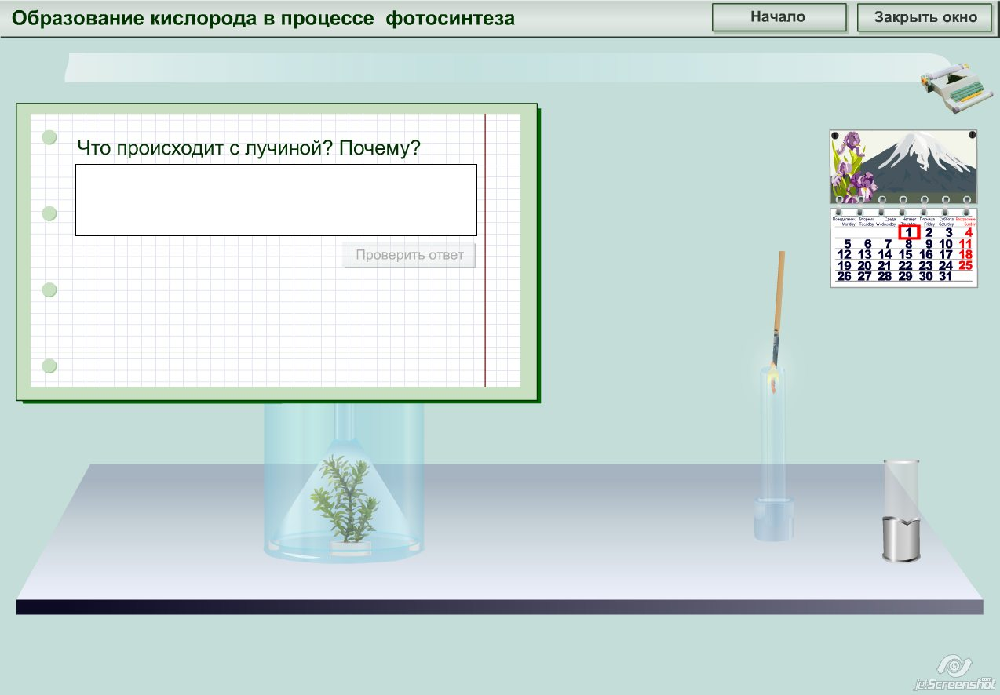 Образование кислорода в процессе фотосинтеза
Начало
Закрыть окно
Что происходит с лучиной? Почему?
Проверить ответ
Понедельник Вторник Среда Четверг Пятница Суббота Воскресенье
Monday Tuesday Wednesday Thursday Friday Saturday Sunday
1 2 3 4
5 6 7 8 9 10 11
12 13 14 15 16 17 18
19 20 21 22 23 24 25
26 27 28 29 30 31
jetScreenshot.com